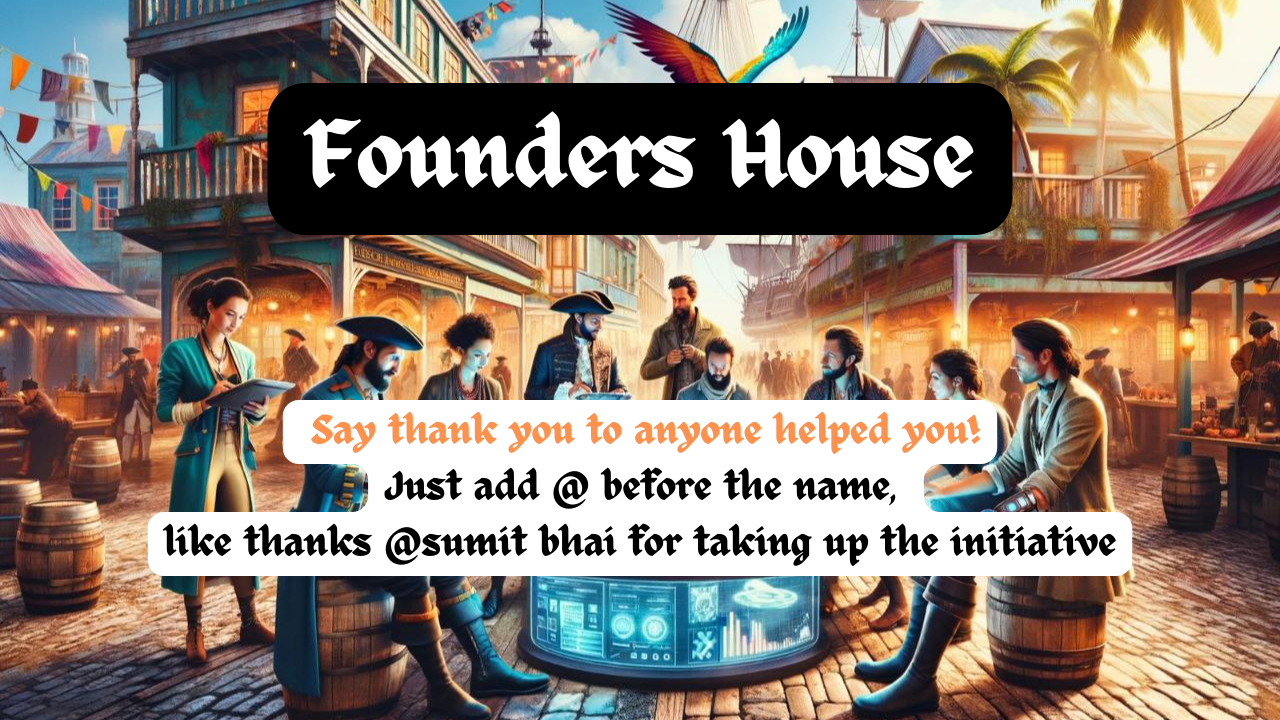 Founders House
Say thank you to anyone helped you!
Just add @ before the name,
like thanks @sumit bhai for taking up the initiative